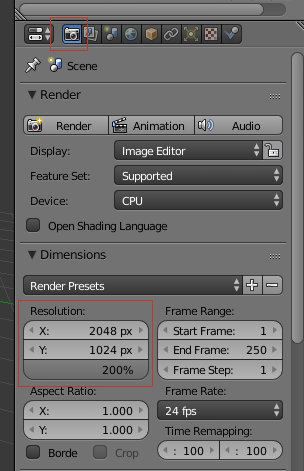 Scene
Render
Render Animation Audio
Display: Image Editor
Feature Set: Supported
Device: CPU
Open Shading Language
Dimensions
Render Presets
Resolution:
X: 2048 px
Y: 1024 px
200%
Frame Range:
Start Frame: 1
End Frame: 250
Frame Step: 1
Aspect Ratio:
X: 1.000
Y: 1.000
Borde Crop
Frame Rate:
24 fps
Time Remapping:
: 100 : 100